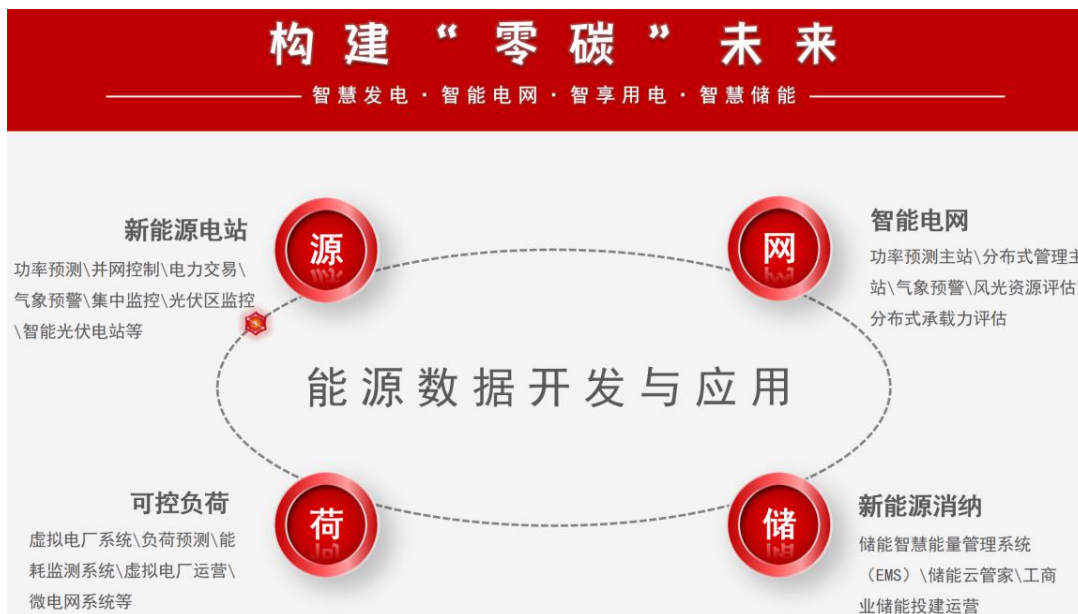 构建“零碳”未来
智慧发电·智能电网·智享用电·智慧储能
新能源电站
功率预测\并网控制\电力交易\
气象预警\集中监控\光伏区监控
\智能光伏电站等
源
网
智能电网
功率预测主站\分布式管理主
站\气象预警\风光资源评估\
分布式承载力评估
能源数据开发与应用
可控负荷
虚拟电厂系统\负荷预测\能
耗监测系统\虚拟电厂运营\
微电网系统等
荷
储
新能源消纳
储能智慧能量管理系统
（EMS）\储能云管家\工商
业储能投建运营